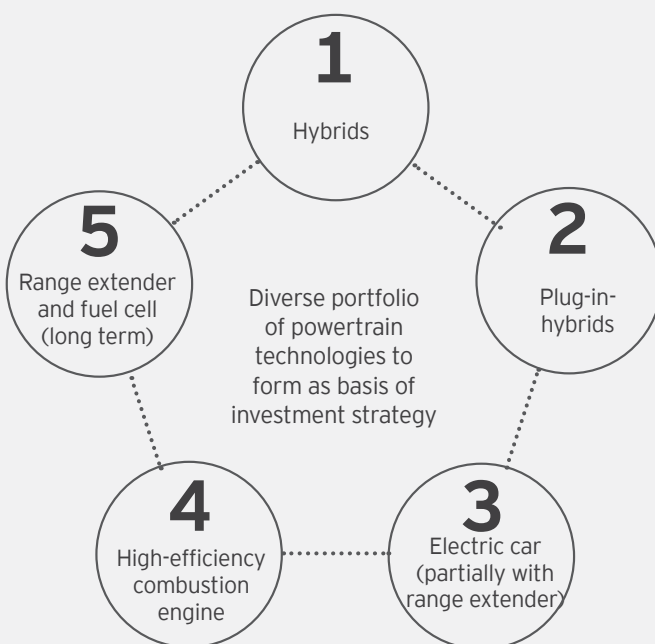 1
Hybrids
2
Plug-in-
hybrids
3
Electric car
(partially with
range extender)
4
High-efficiency
combustion
engine
5
Range extender
and fuel cell
(long term)
Diverse portfolio
of powertrain
technologies to
form as basis of
investment strategy